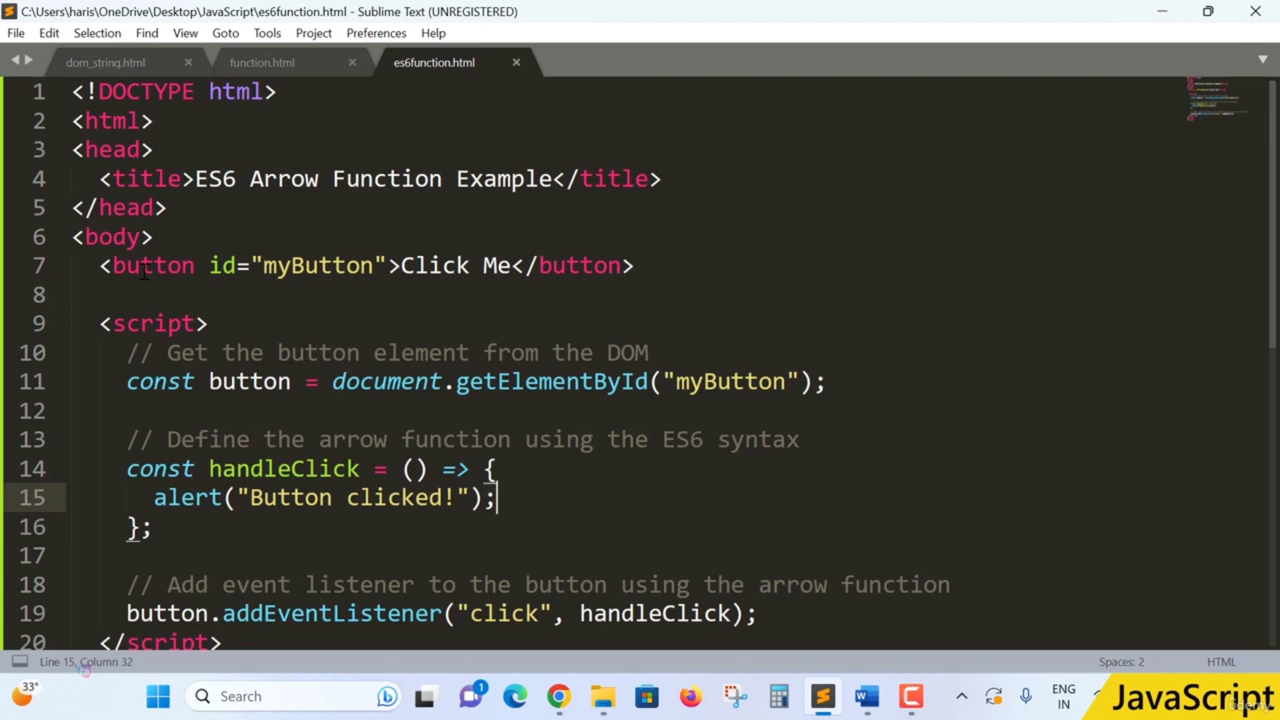 C:\Users\haris\OneDrive\Desktop\JavaScript\es6function.html - Sublime Text (UNREGISTERED)
File Edit Selection Find View Goto Tools Project Preferences Help
dom_string.html function.html es6function.html
1 <!DOCTYPE html>
2 <html>
3 <head>
4 <title>ES6 Arrow Function Example</title>
5 </head>
6 <body>
7 <button id="myButton">Click Me</button>
8
9 <script>
10 // Get the button element from the DOM
11 const button = document.getElementById("myButton");
12
13 // Define the arrow function using the ES6 syntax
14 const handleClick = () => {
15 alert("Button clicked!");
16 };
17
18 // Add event listener to the button using the arrow function
19 button.addEventListener("click", handleClick);
20 </script>
Line 15, Column 32 Spaces: 2 HTML
33° Search 1 ENG IN
JavaScript
Udemy